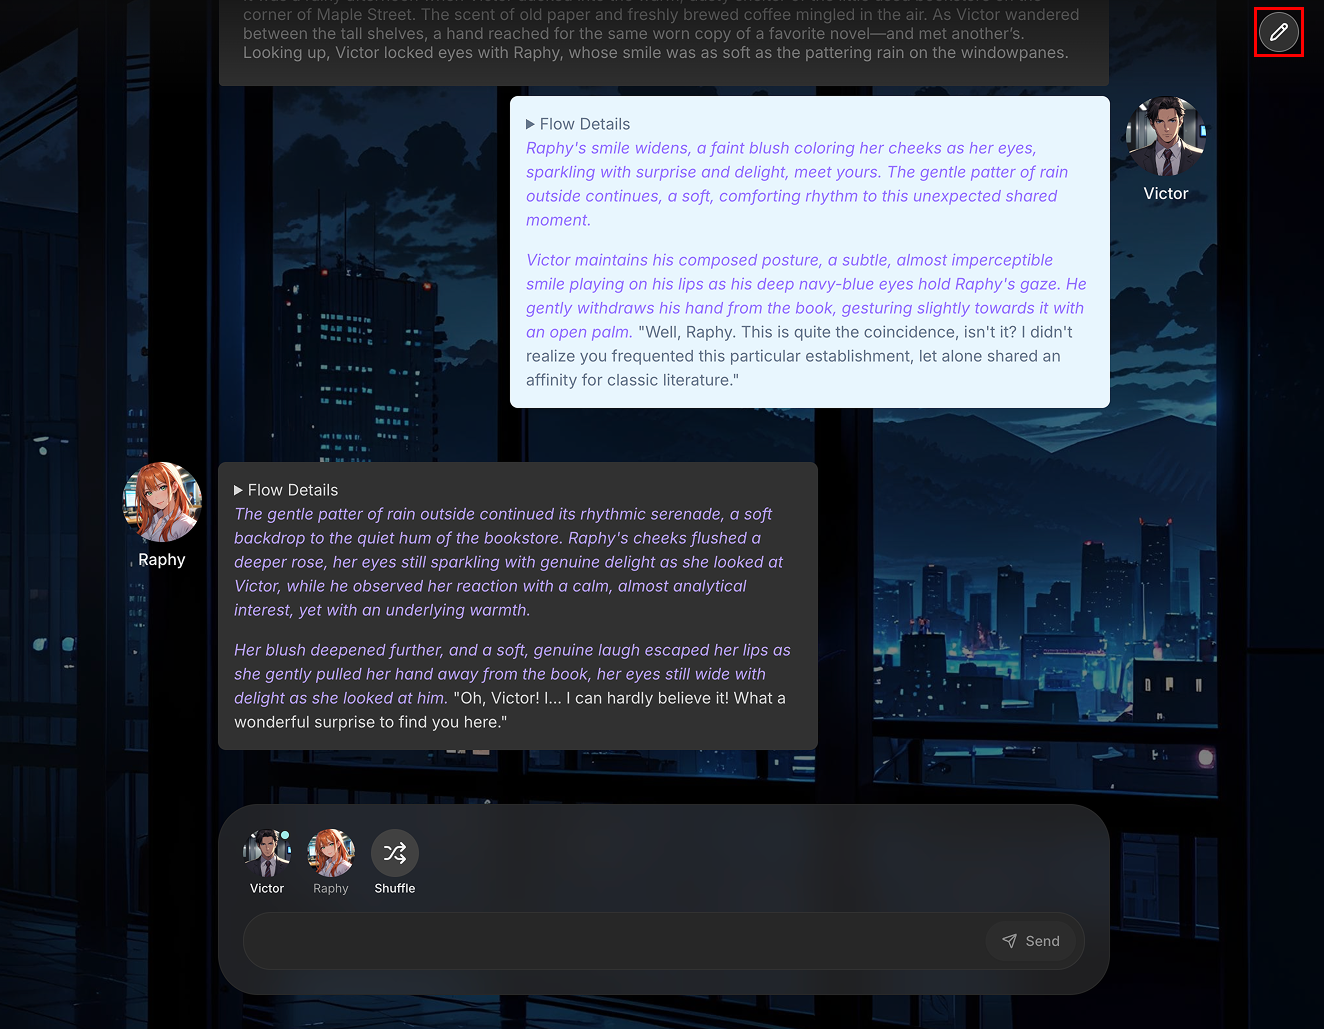 corner of Maple Street. The scent of old paper and freshly brewed coffee mingled in the air. As Victor wandered
between the tall shelves, a hand reached for the same worn copy of a favorite novel—and met another’s.
Looking up, Victor locked eyes with Raphy, whose smile was as soft as the pattering rain on the windowpanes.
▶ Flow Details
Raphy's smile widens, a faint blush coloring her cheeks as her eyes,
sparkling with surprise and delight, meet yours. The gentle patter of rain
outside continues, a soft, comforting rhythm to this unexpected shared
moment.
Victor maintains his composed posture, a subtle, almost imperceptible
smile playing on his lips as his deep navy-blue eyes hold Raphy's gaze. He
gently withdraws his hand from the book, gesturing slightly towards it with
an open palm. "Well, Raphy. This is quite the coincidence, isn't it? I didn't
realize you frequented this particular establishment, let alone shared an
affinity for classic literature."
Victor
▶ Flow Details
The gentle patter of rain outside continued its rhythmic serenade, a soft
backdrop to the quiet hum of the bookstore. Raphy's cheeks flushed a
deeper rose, her eyes still sparkling with genuine delight as she looked at
Victor, while he observed her reaction with a calm, almost analytical
interest, yet with an underlying warmth.
Her blush deepened further, and a soft, genuine laugh escaped her lips as
she gently pulled her hand away from the book, her eyes still wide with
delight as she looked at him. "Oh, Victor! I... I can hardly believe it! What a
wonderful surprise to find you here."
Raphy
Victor
Raphy
Shuffle
Send